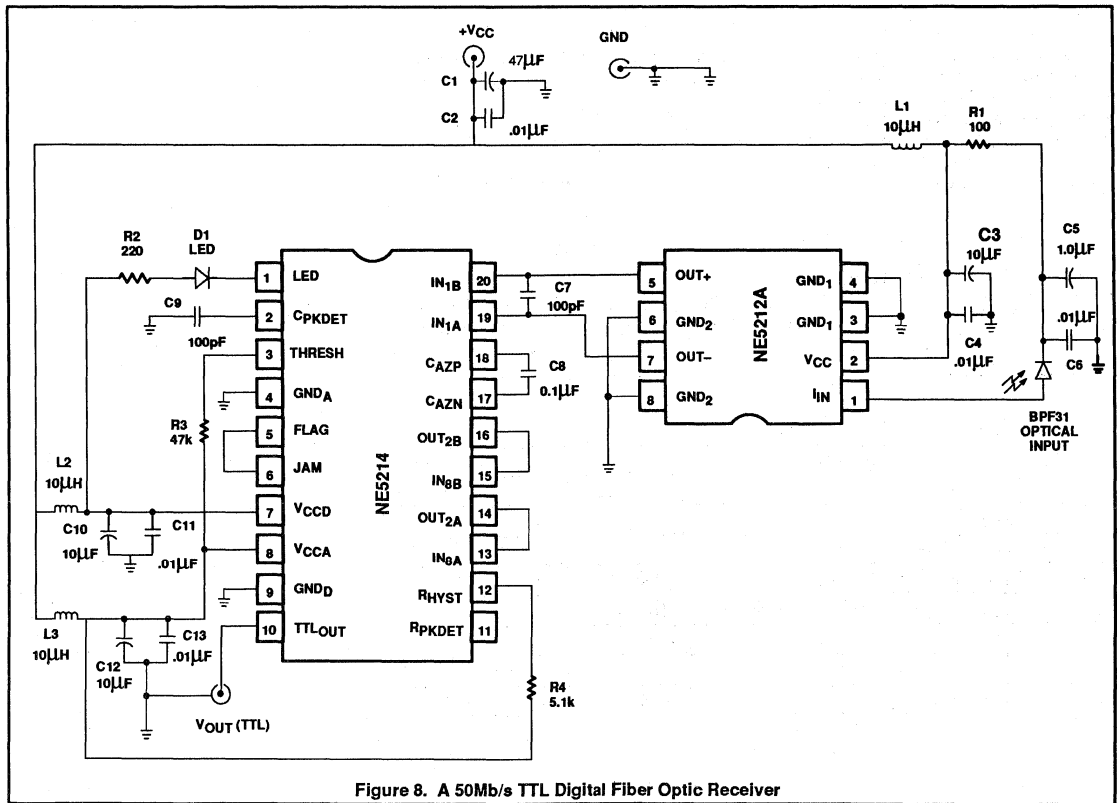 +VCC
GND
C1
47µF
C2
.01µF
L1
10µH
R1
100
R2
220
D1
LED
C3
10µF
C5
1.0µF
C4
.01µF
.01µF
C6
BPF31
OPTICAL
INPUT
C9
100pF
R3
47k
L2
10µH
C10
10µF
C11
.01µF
L3
10µH
C12
10µF
C13
.01µF
VOUT (TTL)
NE5214
1 LED
2 CPKDET
3 THRESH
4 GNDA
5 FLAG
6 JAM
7 VCCD
8 VCCA
9 GNDD
10 TTLOUT
IN1B 20
IN1A 19
CAZP 18
CAZN 17
OUT2B 16
IN8B 15
OUT2A 14
IN8A 13
RHYST 12
RPKDET 11
C7
100pF
C8
0.1µF
R4
5.1k
NE5212A
5 OUT+
6 GND2
7 OUT–
8 GND2
GND1 4
GND1 3
VCC 2
IIN 1
Figure 8. A 50Mb/s TTL Digital Fiber Optic Receiver